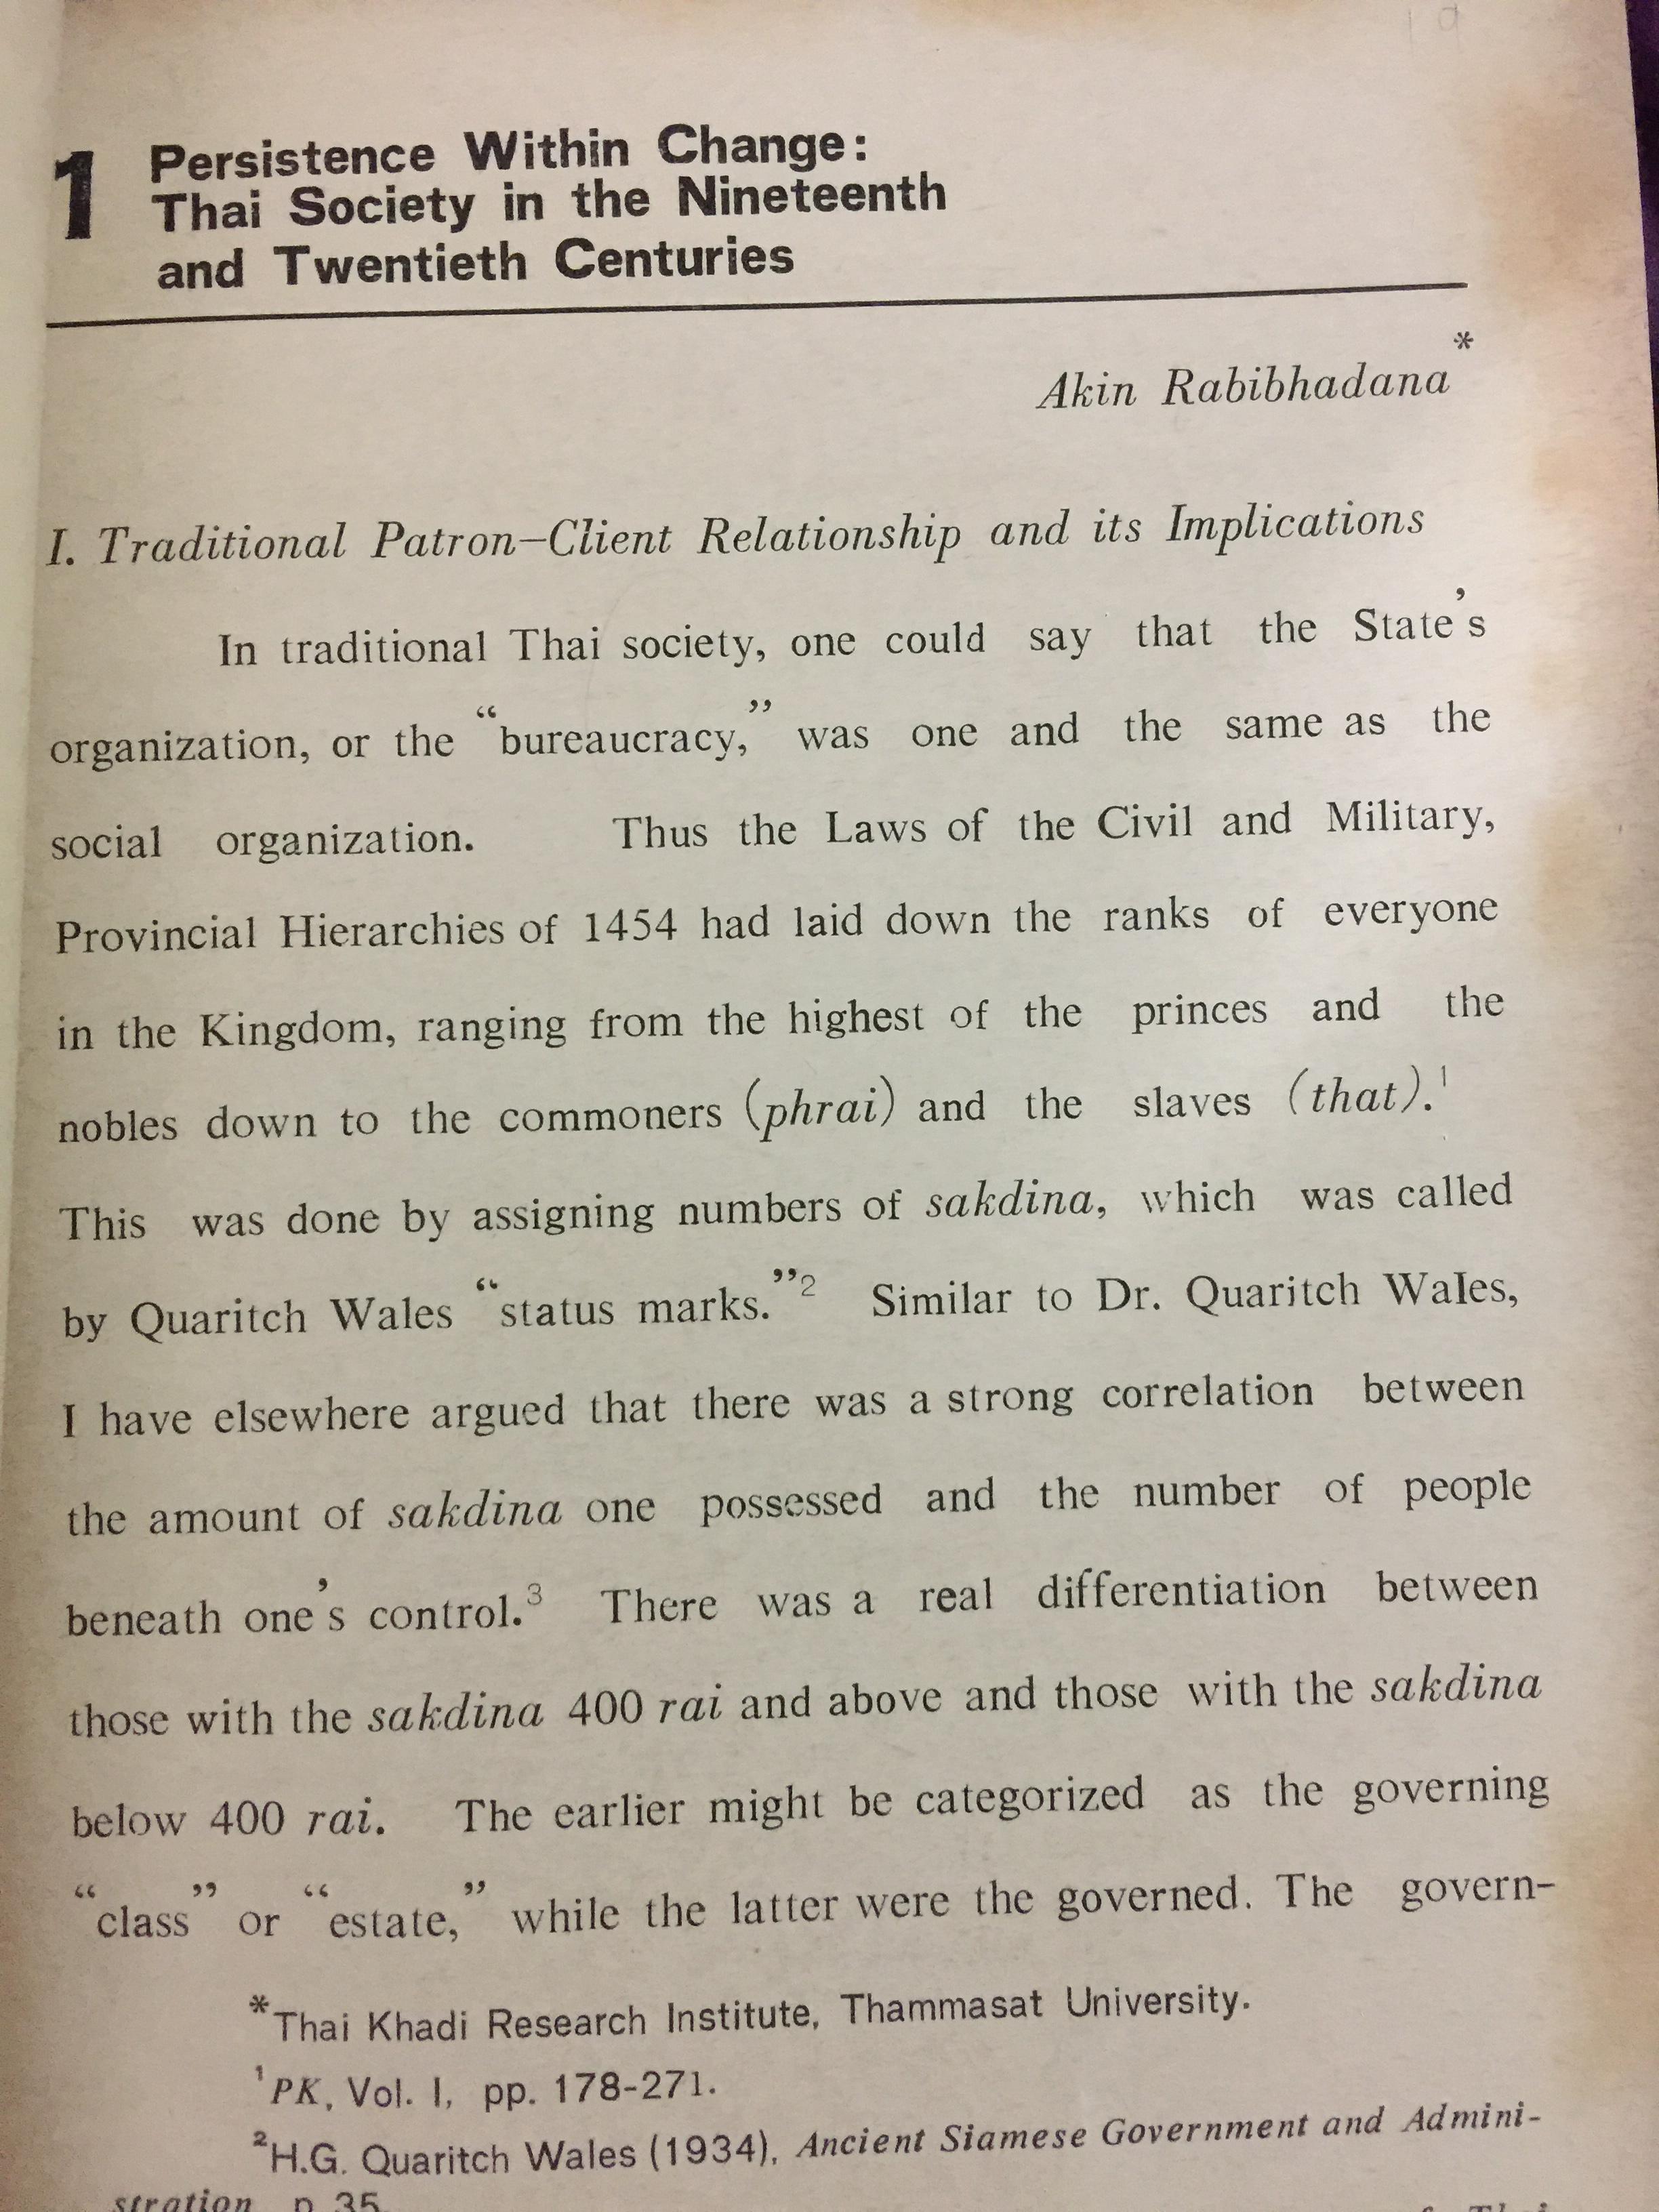 1 Persistence Within Change:
Thai Society in the Nineteenth
and Twentieth Centuries
Akin Rabibhadana*
I. Traditional Patron-Client Relationship and its Implications
In traditional Thai society, one could say that the State's
organization, or the “bureaucracy,” was one and the same as the
social organization. Thus the Laws of the Civil and Military,
Provincial Hierarchies of 1454 had laid down the ranks of everyone
in the Kingdom, ranging from the highest of the princes and the
nobles down to the commoners (phrai) and the slaves (that).1
This was done by assigning numbers of sakdina, which was called
by Quaritch Wales “status marks.”2 Similar to Dr. Quaritch Wales,
I have elsewhere argued that there was a strong correlation between
the amount of sakdina one possessed and the number of people
beneath one's control.3 There was a real differentiation between
those with the sakdina 400 rai and above and those with the sakdina
below 400 rai. The earlier might be categorized as the governing
“class” or “estate,” while the latter were the governed. The govern-
*Thai Khadi Research Institute, Thammasat University.
1PK, Vol. I, pp. 178-271.
2H.G. Quaritch Wales (1934), Ancient Siamese Government and Admini-
stration p. 35.